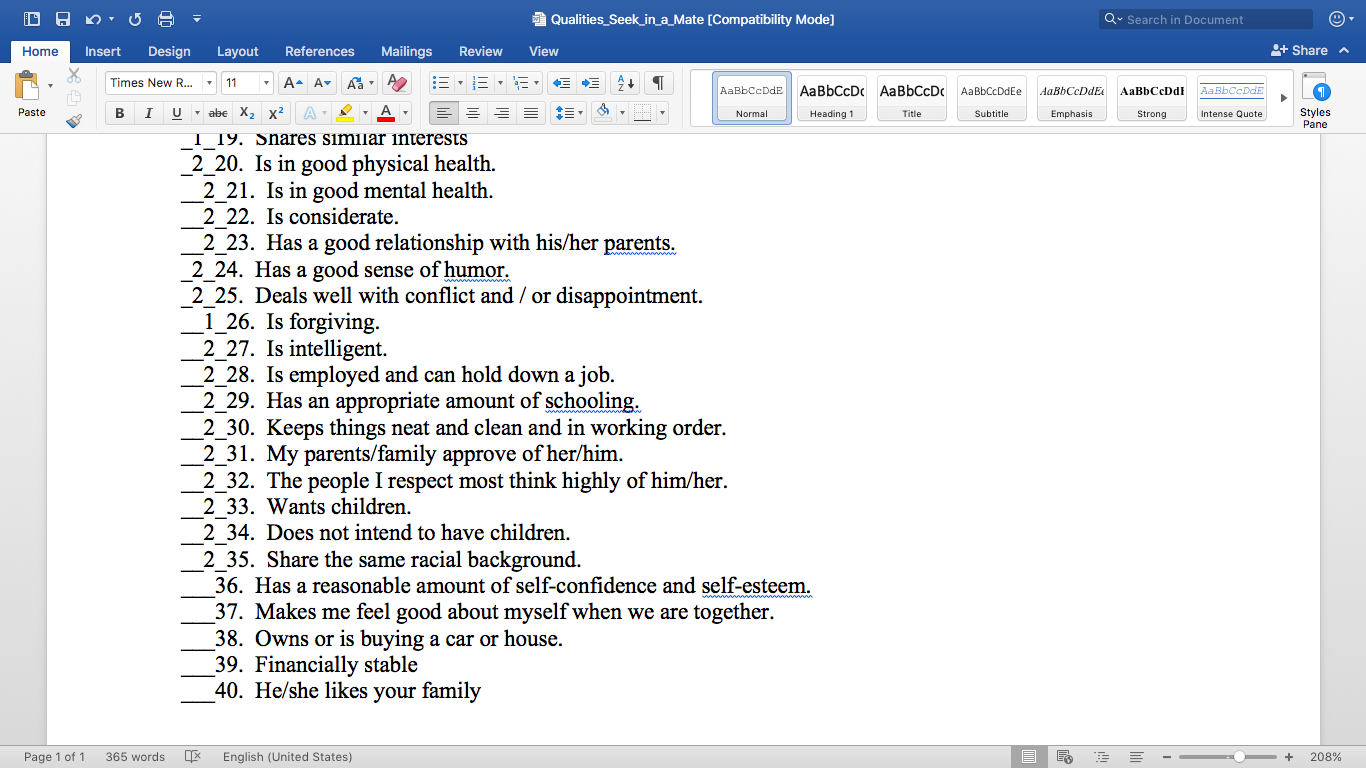 Qualities_Seek_in_a_Mate [Compatibility Mode]
Search in Document
Home Insert Design Layout References Mailings Review View
Share
Paste
Times New R... 11
B I U abc X2 X2
AaBbCcDdE AaBbCcDc AaBbCcDc AaBbCcDdEe AaBbCcDdEe AaBbCcDdE AaBbCcDdE
Normal Heading 1 Title Subtitle Emphasis Strong Intense Quote
Styles
Pane
_1_19. Shares similar interests
_2_20. Is in good physical health.
__2_21. Is in good mental health.
__2_22. Is considerate.
__2_23. Has a good relationship with his/her parents.
_2_24. Has a good sense of humor.
_2_25. Deals well with conflict and / or disappointment.
__1_26. Is forgiving.
__2_27. Is intelligent.
__2_28. Is employed and can hold down a job.
__2_29. Has an appropriate amount of schooling.
__2_30. Keeps things neat and clean and in working order.
__2_31. My parents/family approve of her/him.
__2_32. The people I respect most think highly of him/her.
__2_33. Wants children.
__2_34. Does not intend to have children.
__2_35. Share the same racial background.
___36. Has a reasonable amount of self-confidence and self-esteem.
___37. Makes me feel good about myself when we are together.
___38. Owns or is buying a car or house.
___39. Financially stable
___40. He/she likes your family
Page 1 of 1 365 words English (United States) 208%